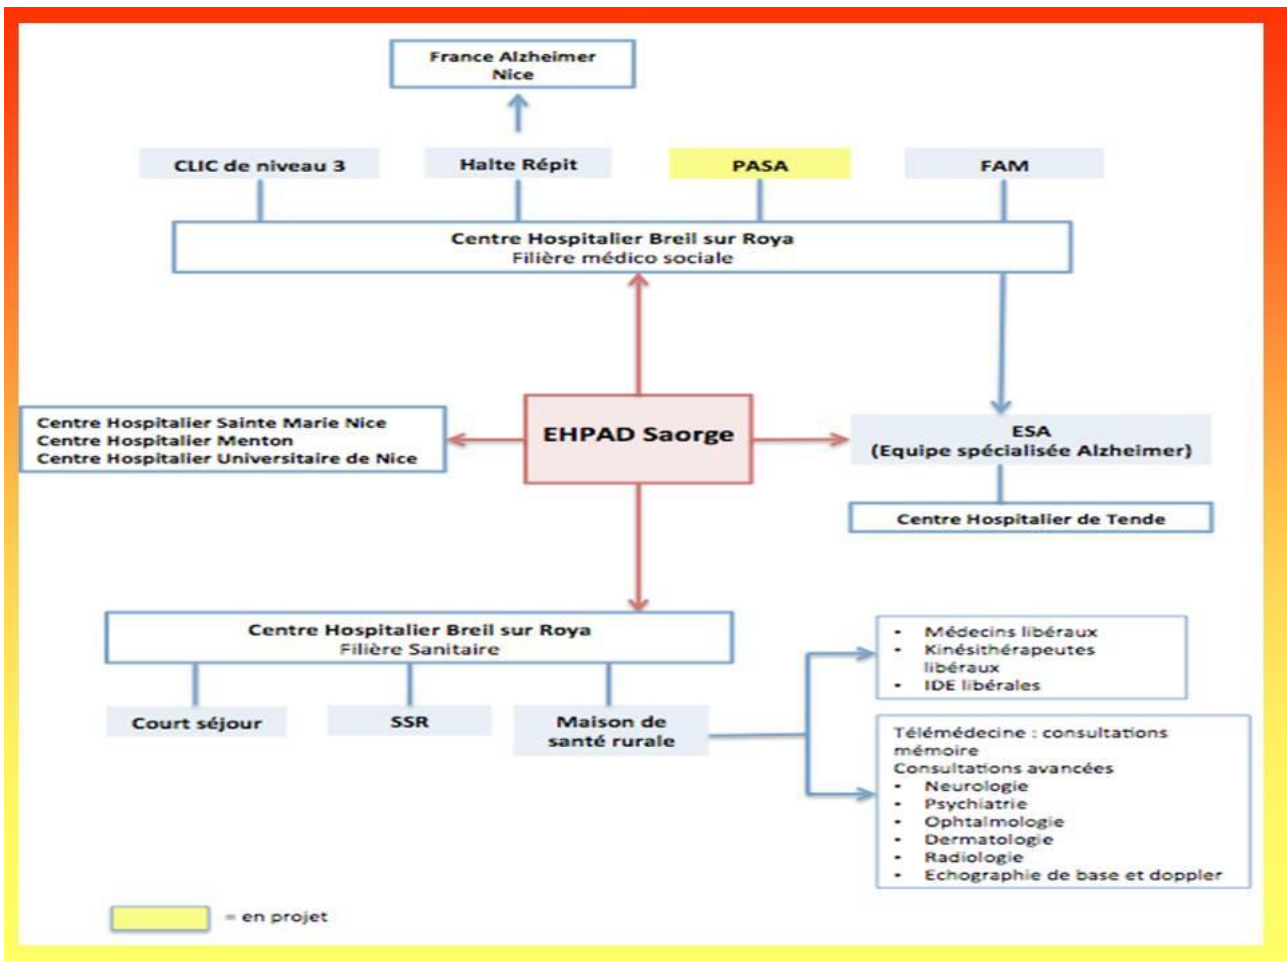 France Alzheimer
Nice
CLIC de niveau 3
Halte Répit
PASA
FAM
Centre Hospitalier Breil sur Roya
Filière médico sociale
Centre Hospitalier Sainte Marie Nice
Centre Hospitalier Menton
Centre Hospitalier Universitaire de Nice
EHPAD Saorge
ESA
(Equipe spécialisée Alzheimer)
Centre Hospitalier de Tende
Centre Hospitalier Breil sur Roya
Filière Sanitaire
Court séjour
SSR
Maison de
santé rurale
• Médecins libéraux
• Kinésithérapeutes
libéraux
• IDE libérales
Télémédecine : consultations
mémoire
Consultations avancées
• Neurologie
• Psychiatrie
• Ophtalmologie
• Dermatologie
• Radiologie
• Echographie de base et doppler
= en projet